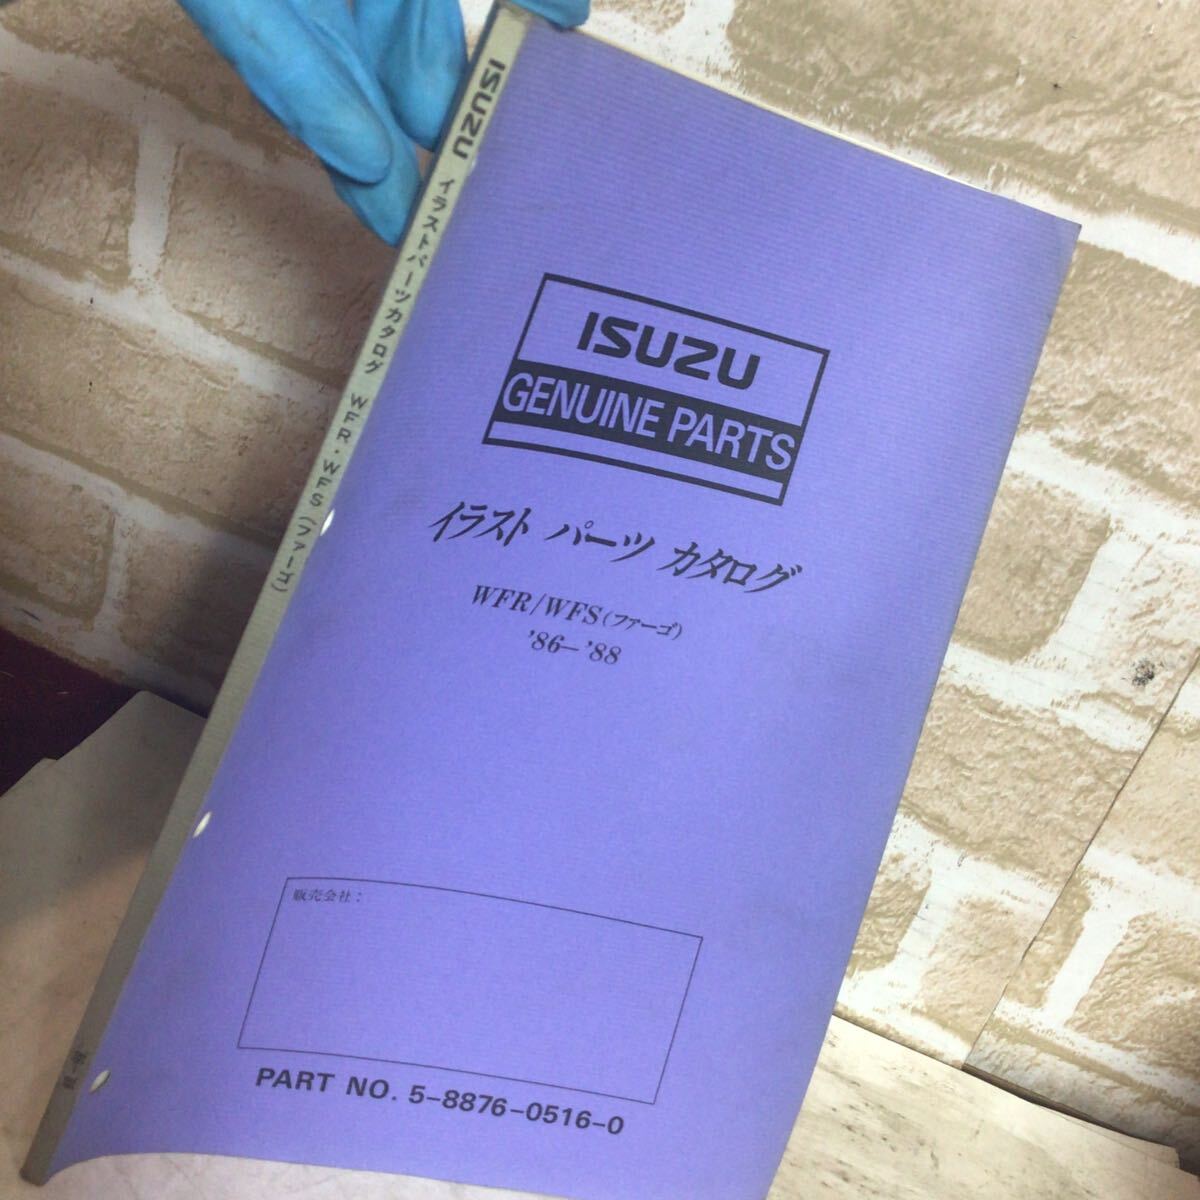 ISUZU イラストパーツカタログ WFR・WFS(ファーゴ)
ISUZU
GENUINE PARTS
イラスト パーツ カタログ
WFR/WFS(ファーゴ)
'86-'88
販売会社:
PART NO. 5-8876-0516-0